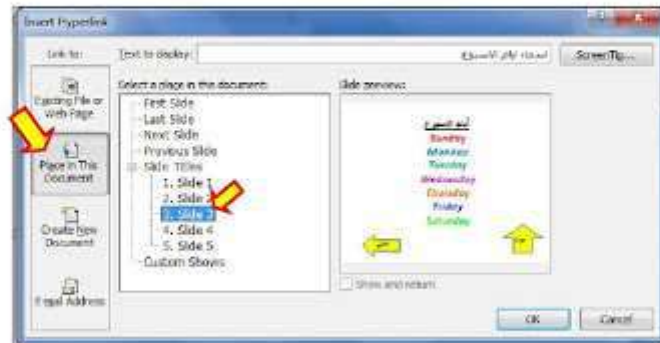 Insert Hyperlink
Link to:
Text to display:
أسماء أيام الاسبوع
ScreenTip...
Existing File or
Web Page
Place in This
Document
Create New
Document
E-mail Address
Select a place in this document:
First Slide
Last Slide
Next Slide
Previous Slide
Slide Titles
1. Slide 1
2. Slide 2
3. Slide 3
4. Slide 4
5. Slide 5
Custom Shows
Slide preview:
Sunday
Monday
Tuesday
Wednesday
Thursday
Friday
Saturday
Show and return
OK
Cancel